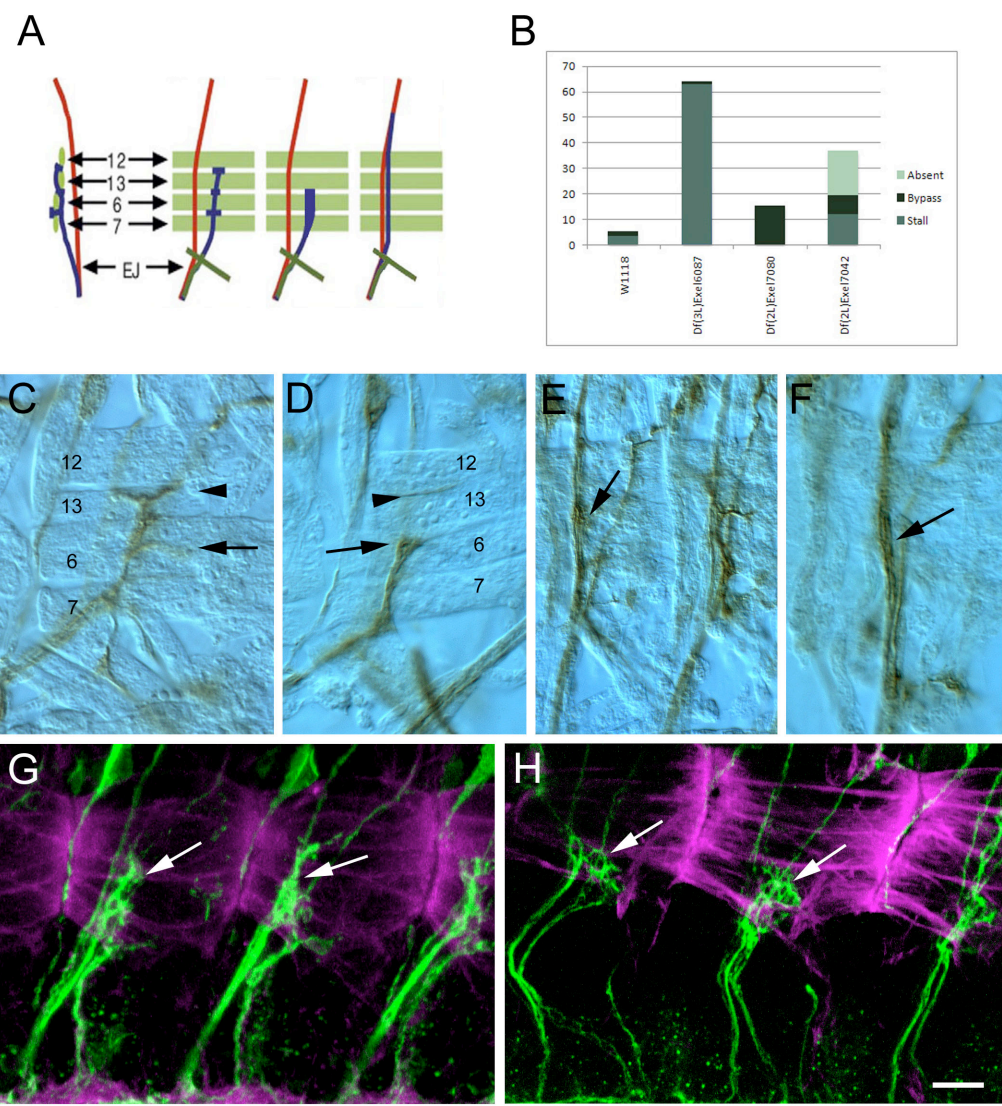 A
12
13
6
7
EJ
B
70
60
50
40
30
20
10
0
W1118
Df(3L)Exel6087
Df(2L)Exel7080
Df(2L)Exel7042
Absent
Bypass
Stall
C
12
13
6
7
D
12
13
6
7
E
F
G
H